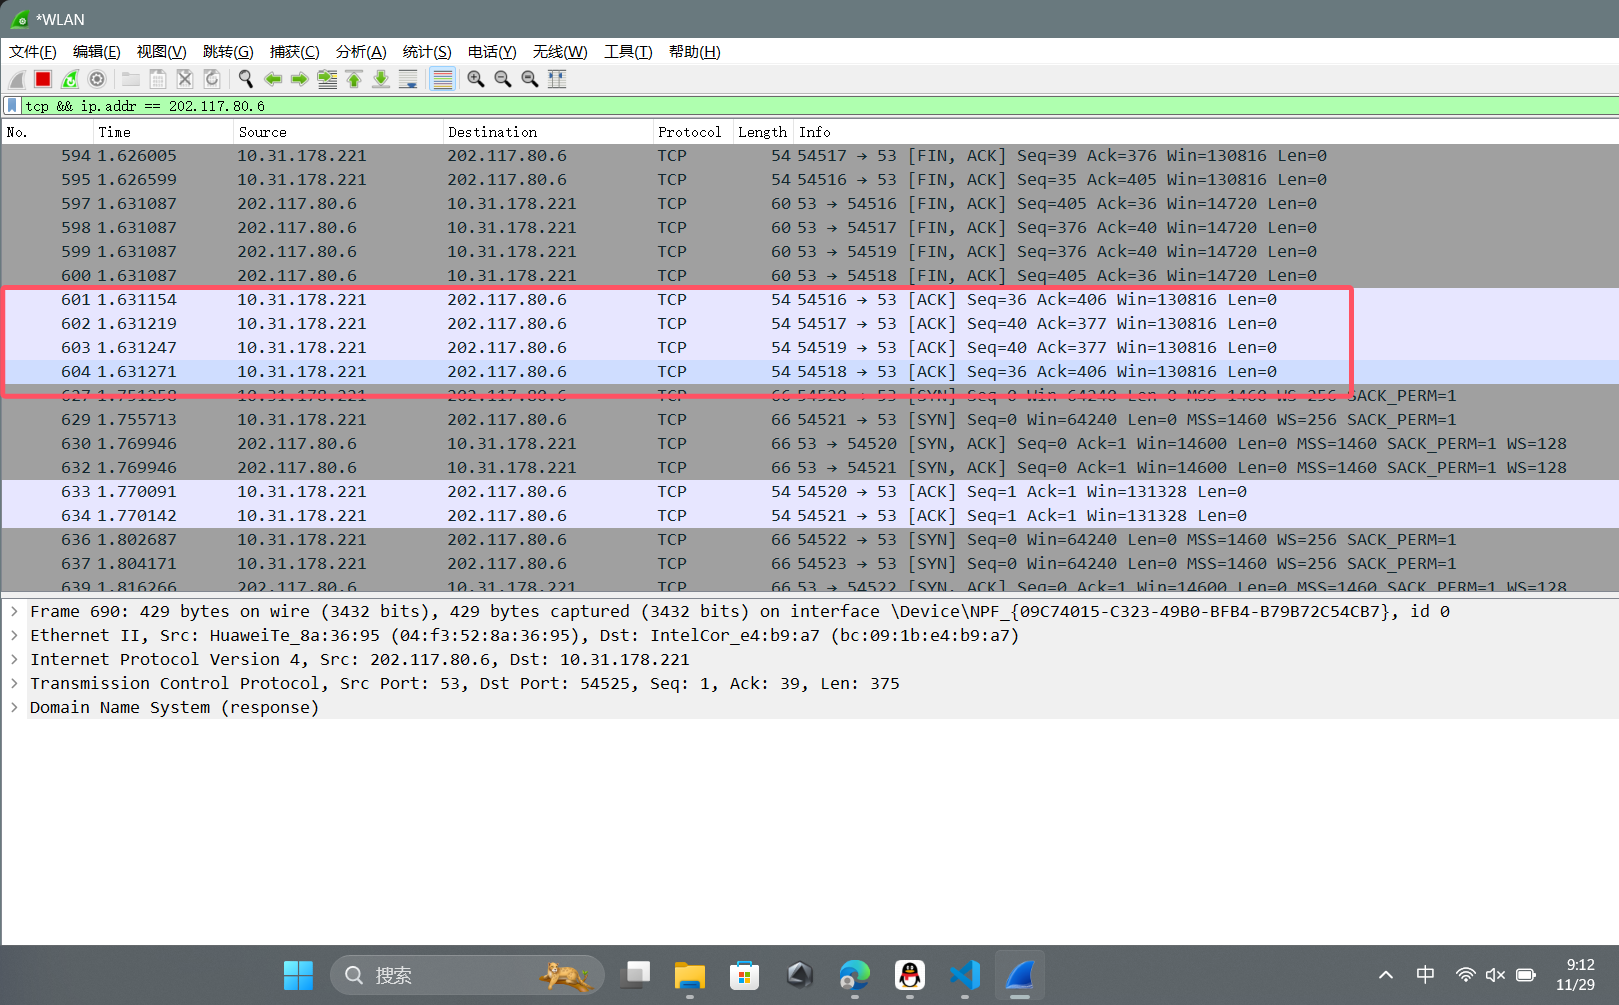 *WLAN
文件(F) 编辑(E) 视图(V) 跳转(G) 捕获(C) 分析(A) 统计(S) 电话(Y) 无线(W) 工具(T) 帮助(H)
tcp && ip.addr == 202.117.80.6
No. Time Source Destination Protocol Length Info
594 1.626005 10.31.178.221 202.117.80.6 TCP 54 54517 → 53 [FIN, ACK] Seq=39 Ack=376 Win=130816 Len=0
595 1.626599 10.31.178.221 202.117.80.6 TCP 54 54516 → 53 [FIN, ACK] Seq=35 Ack=405 Win=130816 Len=0
597 1.631087 202.117.80.6 10.31.178.221 TCP 60 53 → 54516 [FIN, ACK] Seq=405 Ack=36 Win=14720 Len=0
598 1.631087 202.117.80.6 10.31.178.221 TCP 60 53 → 54517 [FIN, ACK] Seq=376 Ack=40 Win=14720 Len=0
599 1.631087 202.117.80.6 10.31.178.221 TCP 60 53 → 54519 [FIN, ACK] Seq=376 Ack=40 Win=14720 Len=0
600 1.631087 202.117.80.6 10.31.178.221 TCP 60 53 → 54518 [FIN, ACK] Seq=405 Ack=36 Win=14720 Len=0
601 1.631154 10.31.178.221 202.117.80.6 TCP 54 54516 → 53 [ACK] Seq=36 Ack=406 Win=130816 Len=0
602 1.631219 10.31.178.221 202.117.80.6 TCP 54 54517 → 53 [ACK] Seq=40 Ack=377 Win=130816 Len=0
603 1.631247 10.31.178.221 202.117.80.6 TCP 54 54519 → 53 [ACK] Seq=40 Ack=377 Win=130816 Len=0
604 1.631271 10.31.178.221 202.117.80.6 TCP 54 54518 → 53 [ACK] Seq=36 Ack=406 Win=130816 Len=0
627 1.751258 10.31.178.221 202.117.80.6 TCP 66 54520 → 53 [SYN] Seq=0 Win=64240 Len=0 MSS=1460 WS=256 SACK_PERM=1
629 1.755713 10.31.178.221 202.117.80.6 TCP 66 54521 → 53 [SYN] Seq=0 Win=64240 Len=0 MSS=1460 WS=256 SACK_PERM=1
630 1.769946 202.117.80.6 10.31.178.221 TCP 66 53 → 54520 [SYN, ACK] Seq=0 Ack=1 Win=14600 Len=0 MSS=1460 SACK_PERM=1 WS=128
632 1.769946 202.117.80.6 10.31.178.221 TCP 66 53 → 54521 [SYN, ACK] Seq=0 Ack=1 Win=14600 Len=0 MSS=1460 SACK_PERM=1 WS=128
633 1.770091 10.31.178.221 202.117.80.6 TCP 54 54520 → 53 [ACK] Seq=1 Ack=1 Win=131328 Len=0
634 1.770142 10.31.178.221 202.117.80.6 TCP 54 54521 → 53 [ACK] Seq=1 Ack=1 Win=131328 Len=0
636 1.802687 10.31.178.221 202.117.80.6 TCP 66 54522 → 53 [SYN] Seq=0 Win=64240 Len=0 MSS=1460 WS=256 SACK_PERM=1
637 1.804171 10.31.178.221 202.117.80.6 TCP 66 54523 → 53 [SYN] Seq=0 Win=64240 Len=0 MSS=1460 WS=256 SACK_PERM=1
639 1.816266 202.117.80.6 10.31.178.221 TCP 66 53 → 54522 [SYN, ACK] Seq=0 Ack=1 Win=14600 Len=0 MSS=1460 SACK_PERM=1 WS=128
Frame 690: 429 bytes on wire (3432 bits), 429 bytes captured (3432 bits) on interface \Device\NPF_{09C74015-C323-49B0-BFB4-B79B72C54CB7}, id 0
Ethernet II, Src: HuaweiTe_8a:36:95 (04:f3:52:8a:36:95), Dst: IntelCor_e4:b9:a7 (bc:09:1b:e4:b9:a7)
Internet Protocol Version 4, Src: 202.117.80.6, Dst: 10.31.178.221
Transmission Control Protocol, Src Port: 53, Dst Port: 54525, Seq: 1, Ack: 39, Len: 375
Domain Name System (response)
搜索
中
9:12
11/29